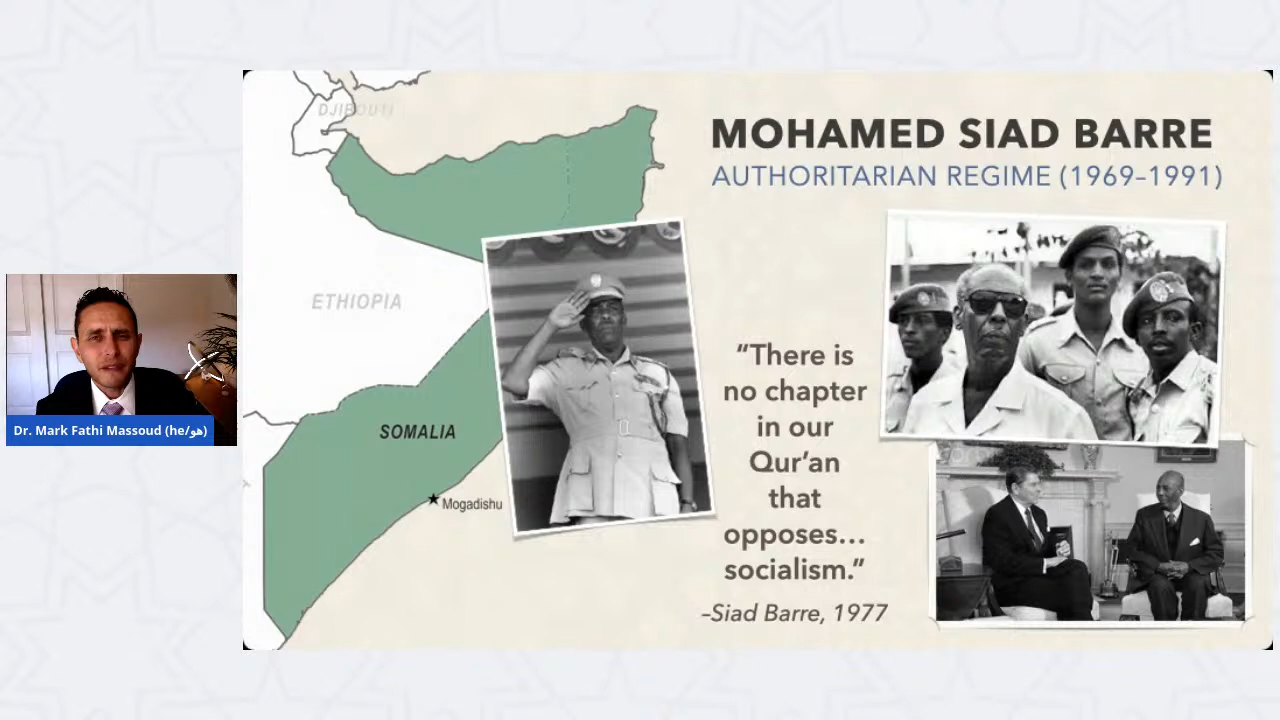 DJIBOUTI
MOHAMED SIAD BARRE
AUTHORITARIAN REGIME (1969–1991)
ETHIOPIA
“There is
no chapter
in our
Qur’an
that
opposes...
socialism.”
–Siad Barre, 1977
SOMALIA
Mogadishu
Dr. Mark Fathi Massoud (he/هو)